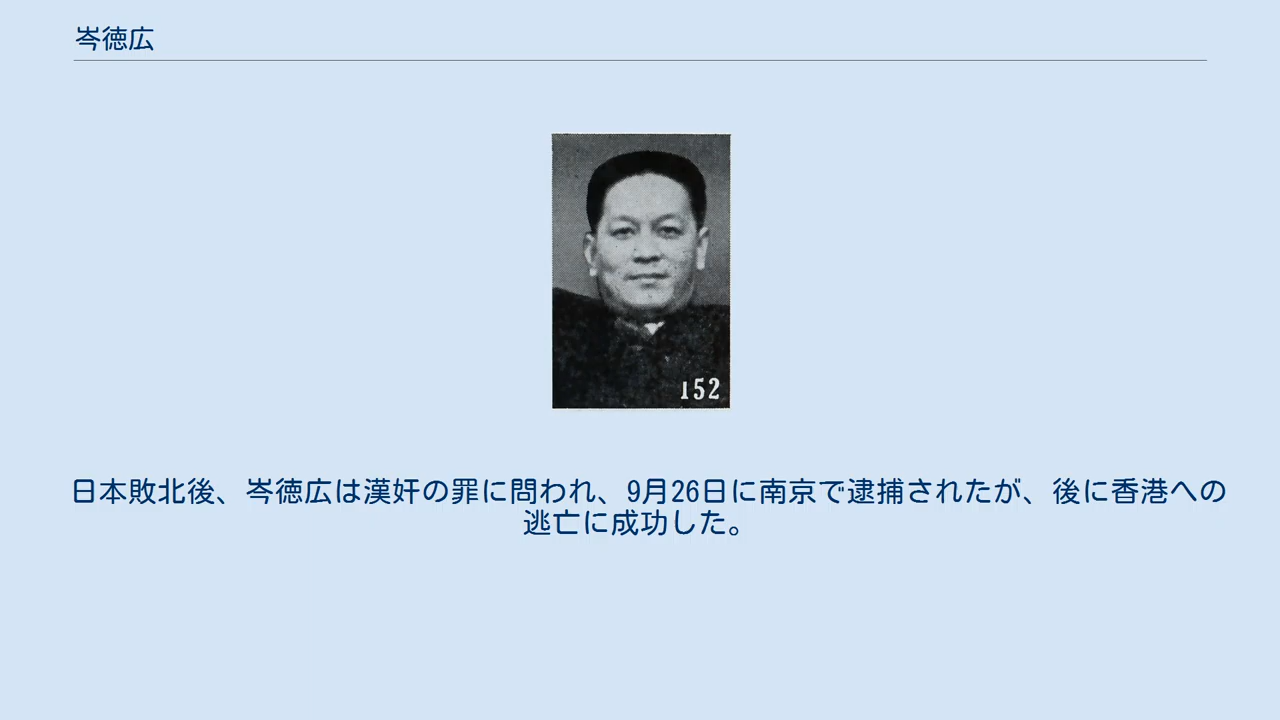 岑徳広
152
日本敗北後、岑徳広は漢奸の罪に問われ、9月26日に南京で逮捕されたが、後に香港への
逃亡に成功した。